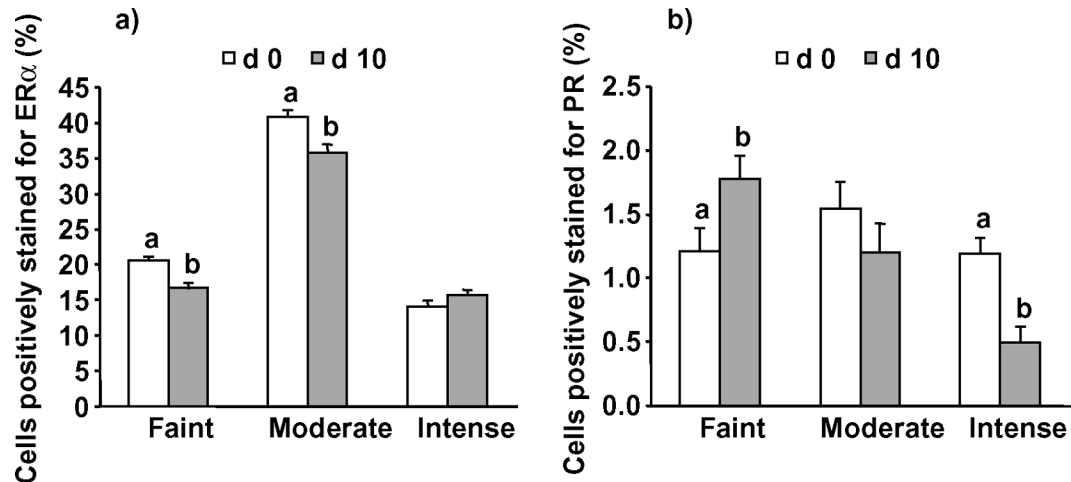 a)
d 0 d 10
Cells positively stained for ERα (%)
45
40
35
30
25
20
15
10
5
0
a
b
a
b
Faint Moderate Intense
b)
d 0 d 10
Cells positively stained for PR (%)
2.5
2.0
1.5
1.0
0.5
0.0
a
b
a
b
Faint Moderate Intense